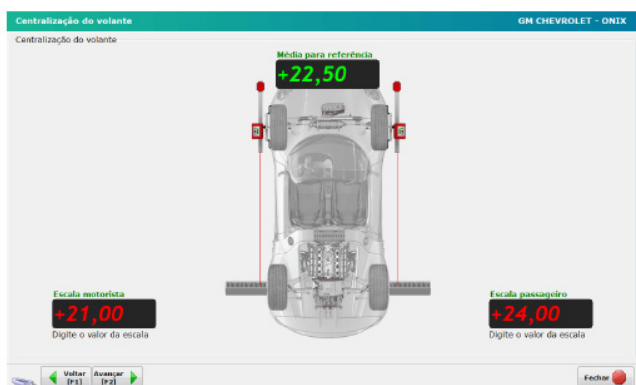 Centralização do volante
GM CHEVROLET - ONIX
Centralização do volante
Média para referência
+22,50
Escala motorista
+21,00
Digite o valor da escala
Escala passageiro
+24,00
Digite o valor da escala
Voltar
[F1]
Avançar
[F2]
Fechar